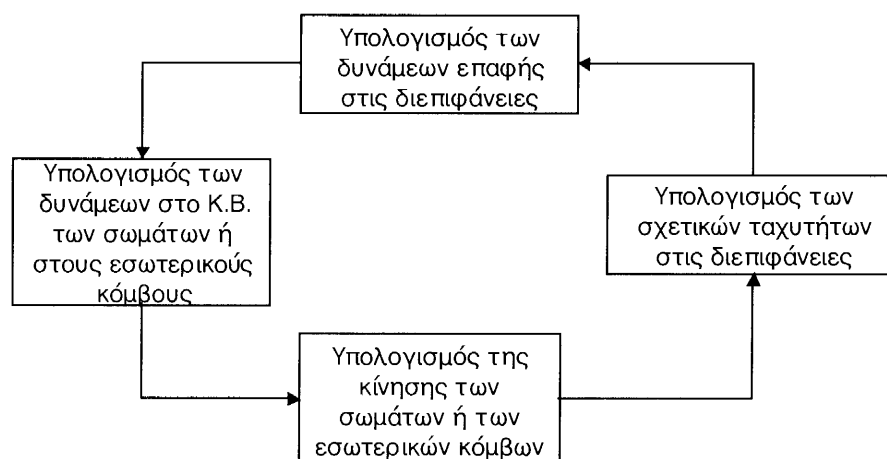 Υπολογισμός των
δυνάμεων επαφής
στις διεπιφάνειες
Υπολογισμός των
δυνάμεων στο Κ.Β.
των σωμάτων ή
στους εσωτερικούς
κόμβους
Υπολογισμός των
σχετικών ταχυτήτων
στις διεπιφάνειες
Υπολογισμός της
κίνησης των
σωμάτων ή των
εσωτερικών κόμβων